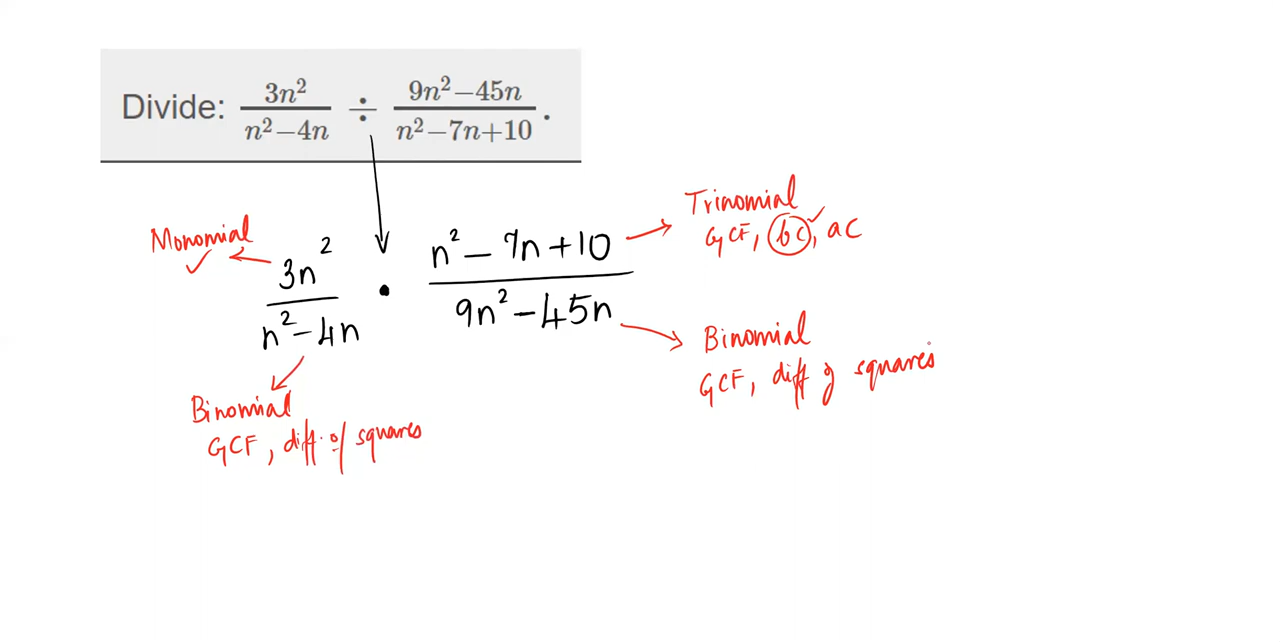 Divide: 3n²/(n²−4n) ÷ (9n²−45n)/(n²−7n+10).
Trinomial
GCF, bc, ac
Monomial
3n²/(n²−4n) • (n²−7n+10)/(9n²−45n)
Binomial
GCF, diff of squares
Binomial
GCF, diff. of squares